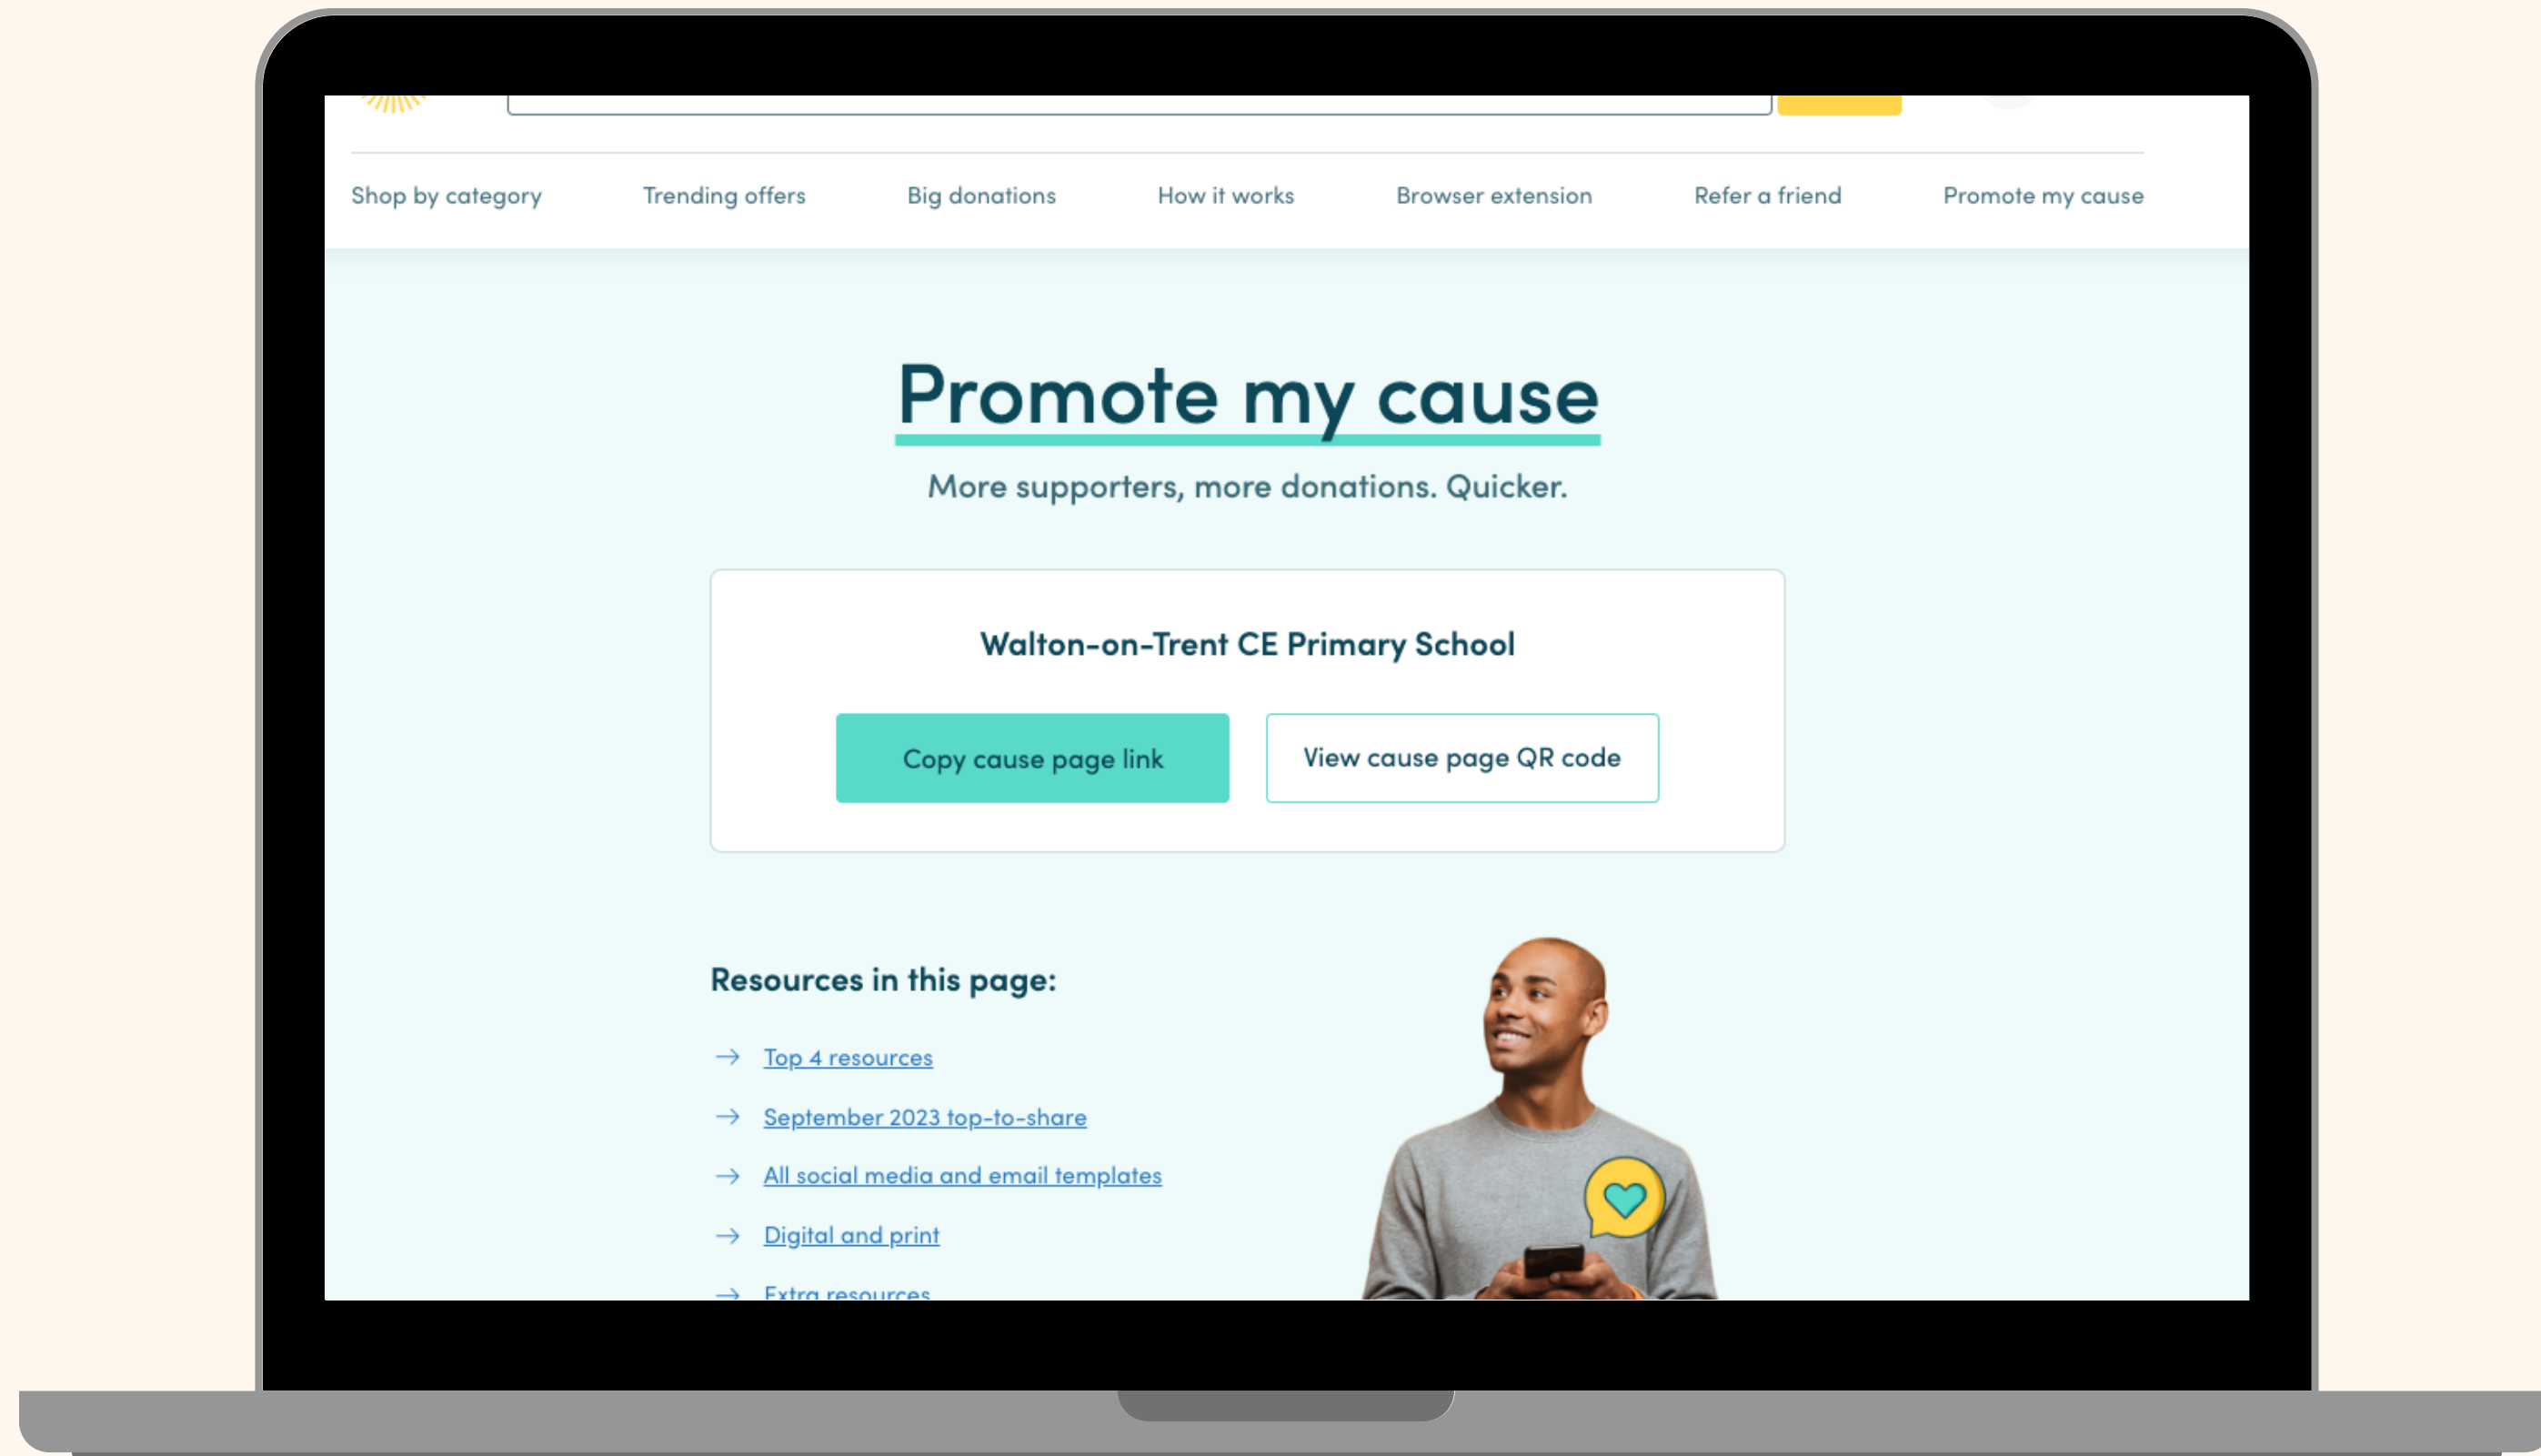 Shop by category
Trending offers
Big donations
How it works
Browser extension
Refer a friend
Promote my cause
Promote my cause
More supporters, more donations. Quicker.
Walton-on-Trent CE Primary School
Copy cause page link
View cause page QR code
Resources in this page:
Top 4 resources
September 2023 top-to-share
All social media and email templates
Digital and print
Extra resources